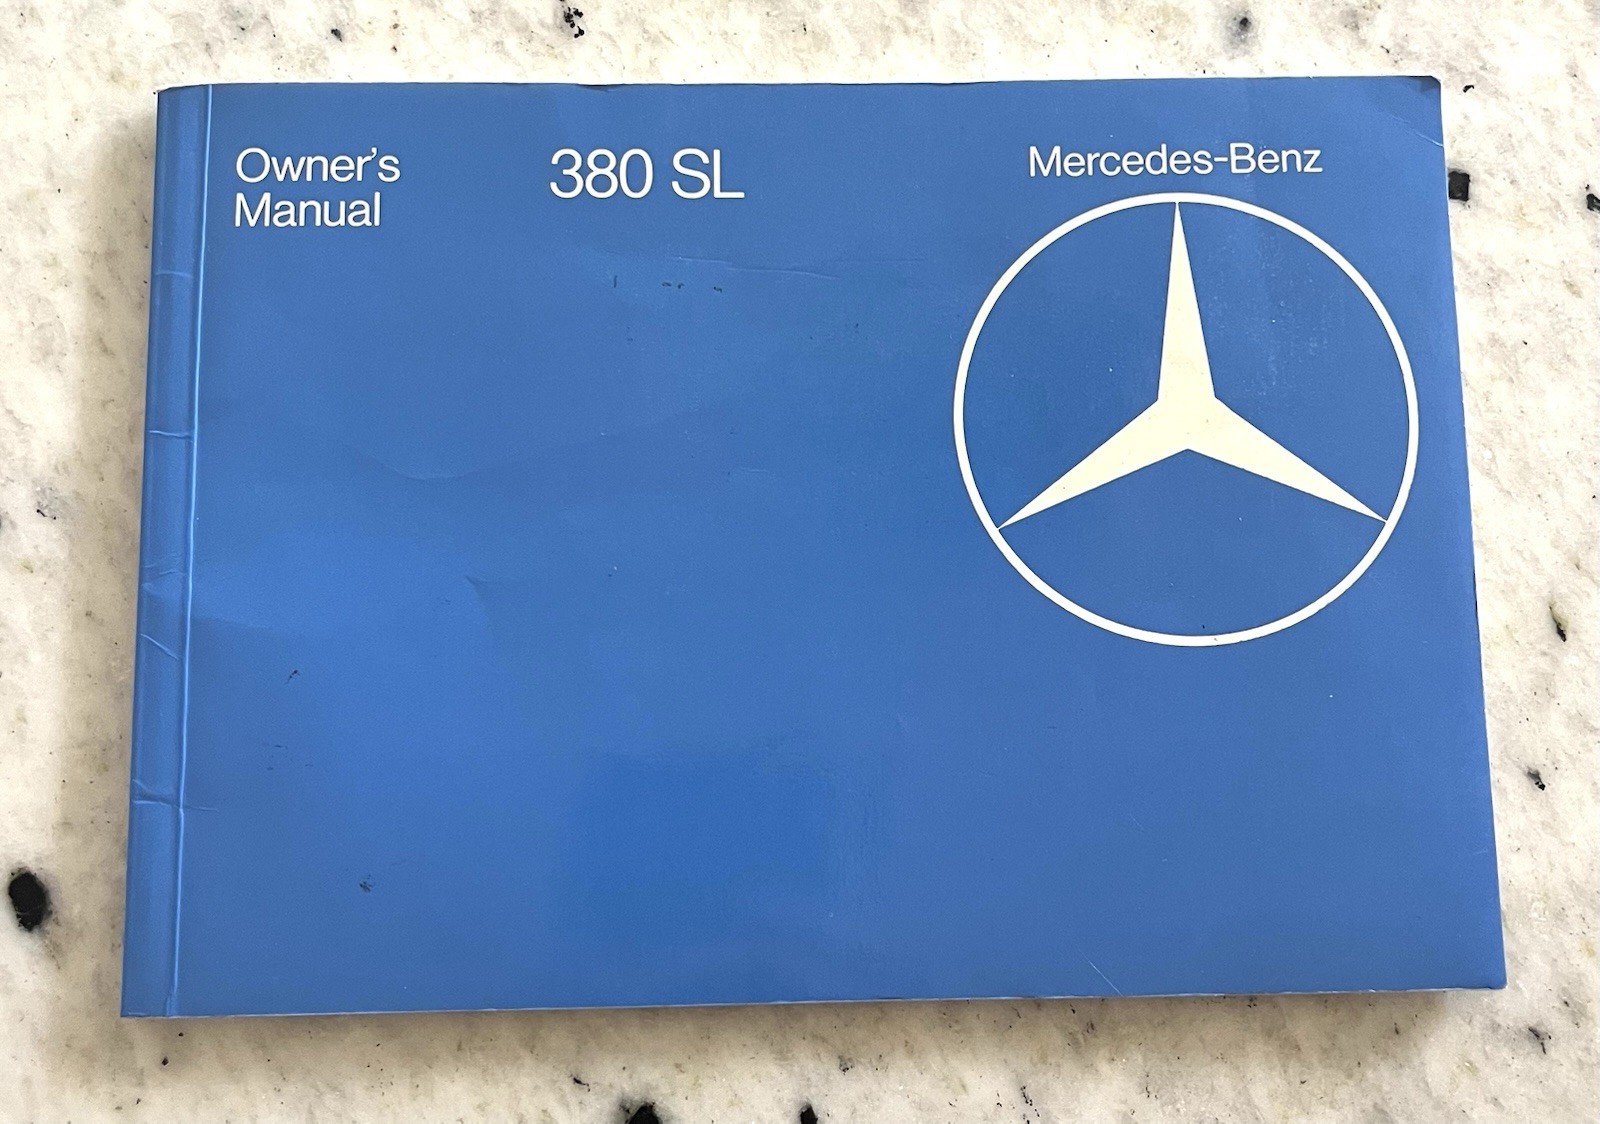 Owner's
Manual
380 SL
Mercedes-Benz